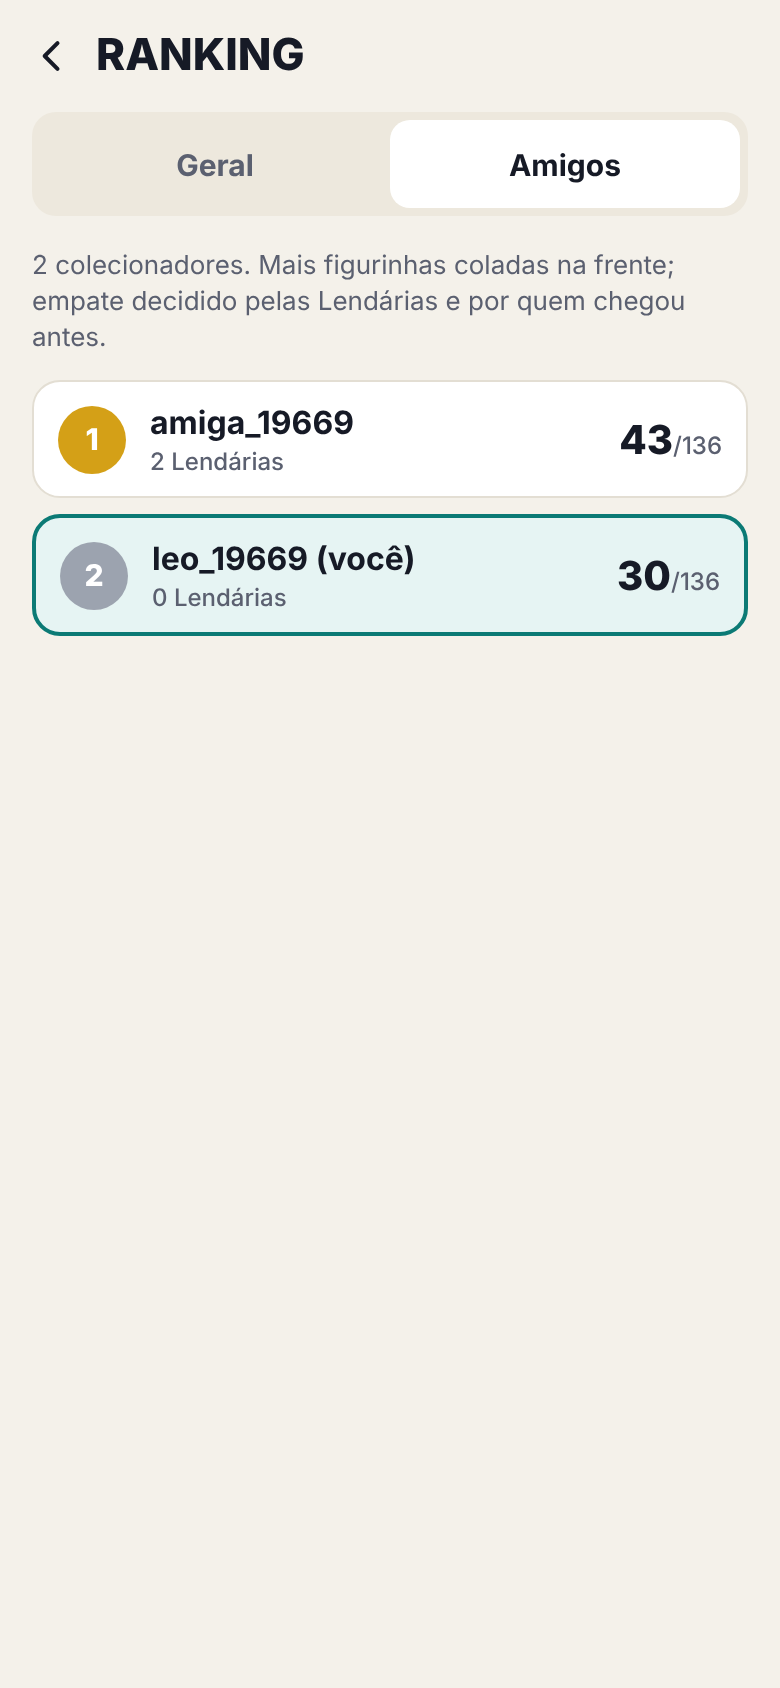 RANKING
Geral
Amigos
2 colecionadores. Mais figurinhas coladas na frente;
empate decidido pelas Lendárias e por quem chegou
antes.
1
amiga_19669
2 Lendárias
43/136
2
leo_19669 (você)
0 Lendárias
30/136